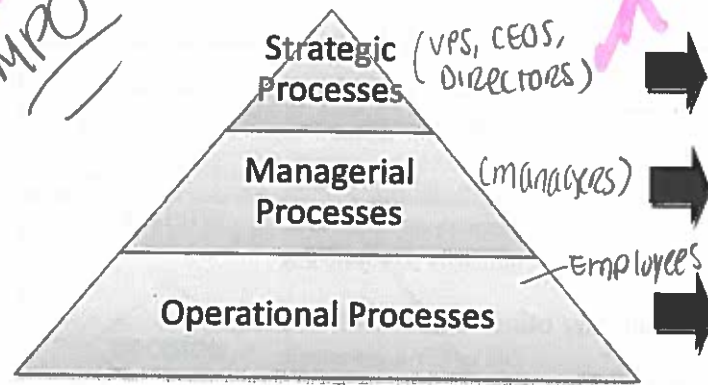 MPO
Strategic
Processes
(VPS, CEOS,
DIRECTORS)
Managerial
Processes
(managers)
Employees
Operational Processes